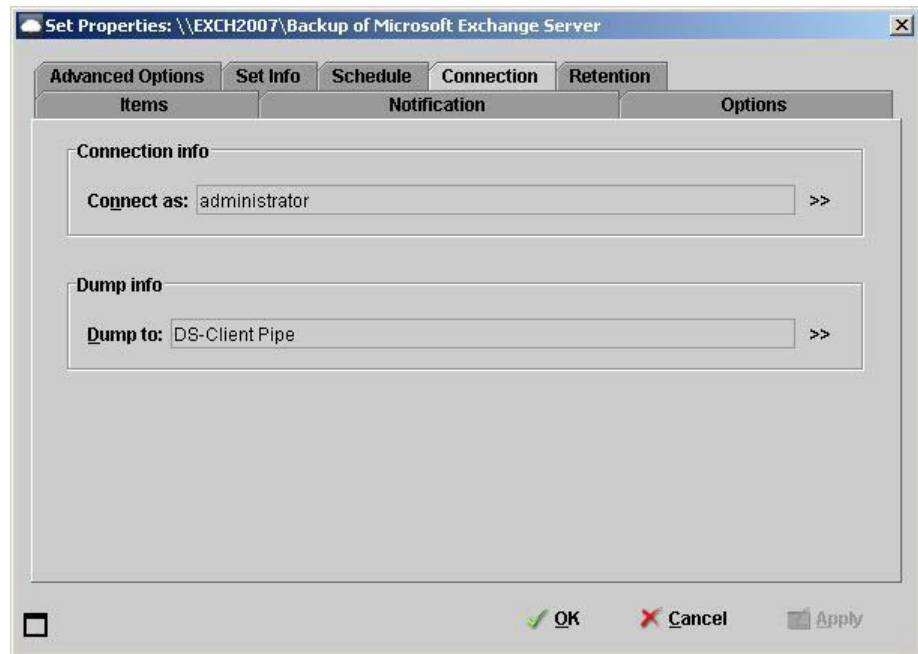 Set Properties: \\EXCH2007\Backup of Microsoft Exchange Server
Advanced Options Set Info Schedule Connection Retention
Items Notification Options
Connection info
Connect as: administrator >>
Dump info
Dump to: DS-Client Pipe >>
OK Cancel Apply